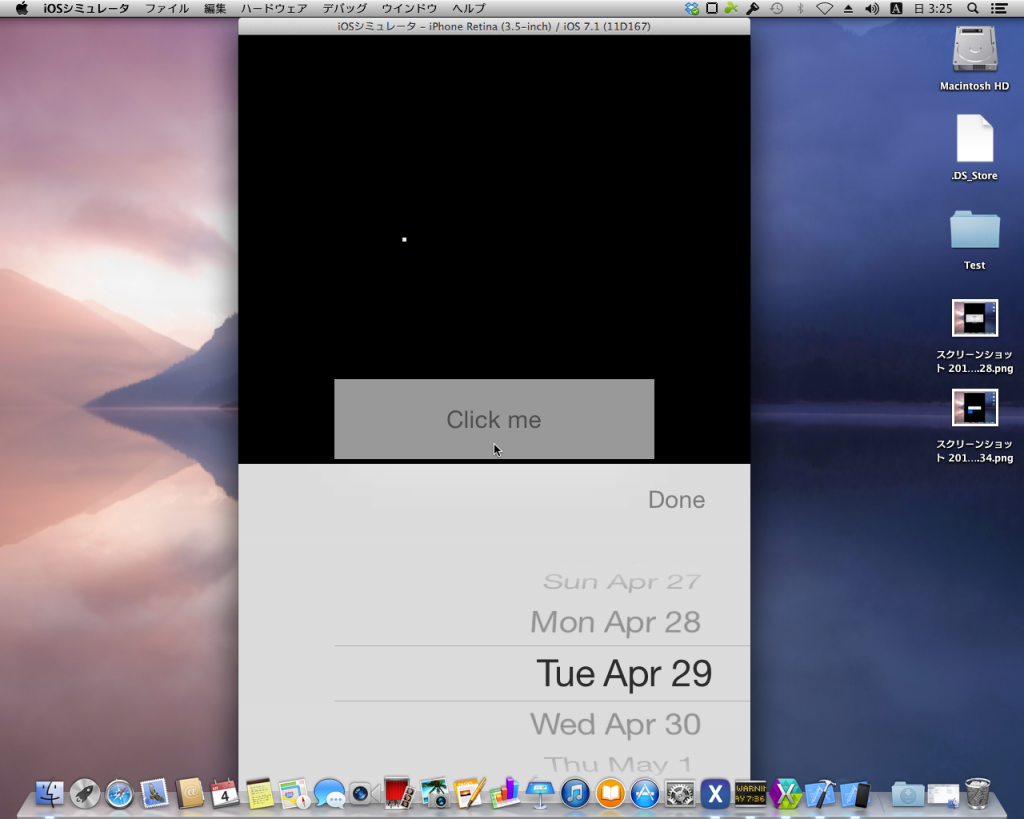 iOSシミュレータ ファイル 編集 ハードウェア デバッグ ウインドウ ヘルプ
A 日 3:25
iOSシミュレータ - iPhone Retina (3.5-inch) / iOS 7.1 (11D167)
Macintosh HD
.DS_Store
Test
スクリーンショッ
ト 201....28.png
スクリーンショッ
ト 201....34.png
Click me
Done
Sun Apr 27
Mon Apr 28
Tue Apr 29
Wed Apr 30
Thu May 1
4
X
WARNIN
AY 7:36